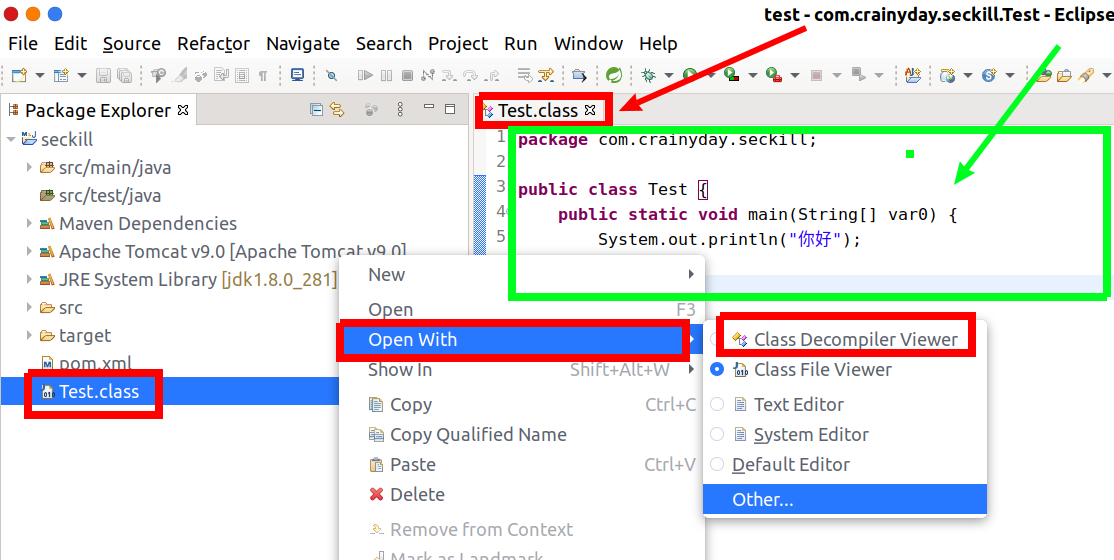 test - com.crainyday.seckill.Test - Eclipse
File Edit Source Refactor Navigate Search Project Run Window Help
Package Explorer
seckill
src/main/java
src/test/java
Maven Dependencies
Apache Tomcat v9.0 [Apache Tomcat v9.0]
JRE System Library [jdk1.8.0_281]
src
target
pom.xml
Test.class
Test.class
1 package com.crainyday.seckill;
2
3 public class Test {
4 public static void main(String[] var0) {
5 System.out.println("你好");
New
Open F3
Open With
Show In Shift+Alt+W
Copy Ctrl+C
Copy Qualified Name
Paste Ctrl+V
Delete
Remove from Context
Mark as Landmark
Class Decompiler Viewer
Class File Viewer
Text Editor
System Editor
Default Editor
Other...